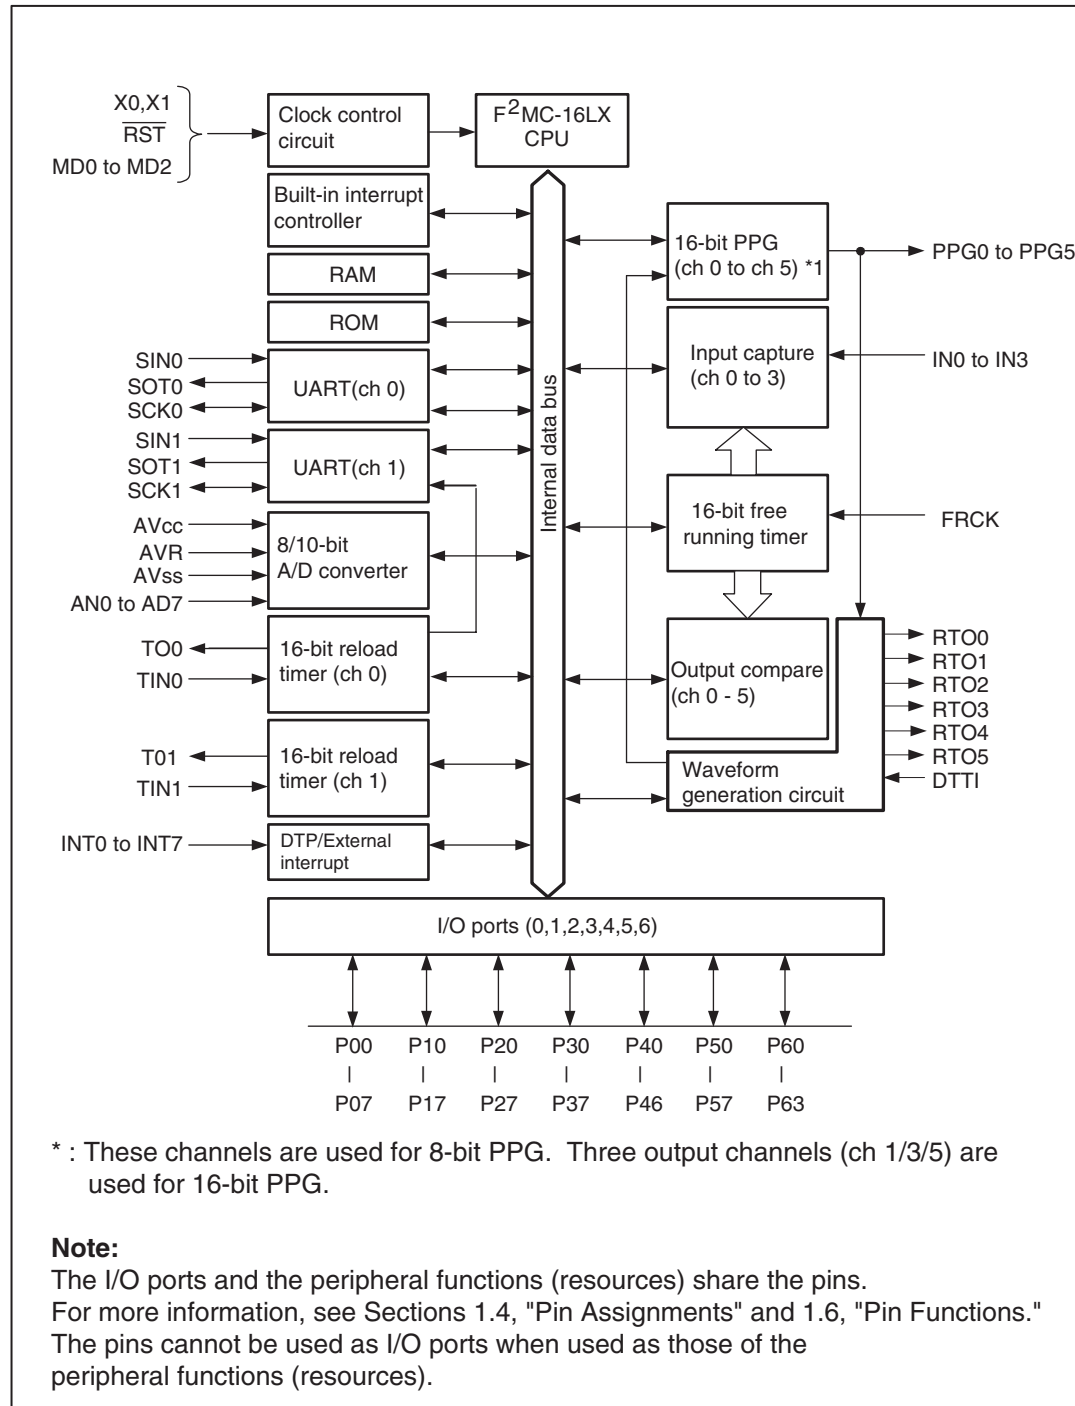 X0,X1
RST
MD0 to MD2
Clock control
circuit
F2MC-16LX
CPU
Built-in interrupt
controller
RAM
ROM
SIN0
SOT0
SCK0
UART(ch 0)
SIN1
SOT1
SCK1
UART(ch 1)
AVcc
AVR
AVss
AN0 to AD7
8/10-bit
A/D converter
TO0
TIN0
16-bit reload
timer (ch 0)
T01
TIN1
16-bit reload
timer (ch 1)
INT0 to INT7
DTP/External
interrupt
Internal data bus
16-bit PPG
(ch 0 to ch 5) *1
PPG0 to PPG5
Input capture
(ch 0 to 3)
IN0 to IN3
16-bit free
running timer
FRCK
Output compare
(ch 0 - 5)
Waveform
generation circuit
RTO0
RTO1
RTO2
RTO3
RTO4
RTO5
DTTI
I/O ports (0,1,2,3,4,5,6)
P00 P10 P20 P30 P40 P50 P60
| | | | | | |
P07 P17 P27 P37 P46 P57 P63
* : These channels are used for 8-bit PPG. Three output channels (ch 1/3/5) are
used for 16-bit PPG.
Note:
The I/O ports and the peripheral functions (resources) share the pins.
For more information, see Sections 1.4, "Pin Assignments" and 1.6, "Pin Functions."
The pins cannot be used as I/O ports when used as those of the
peripheral functions (resources).